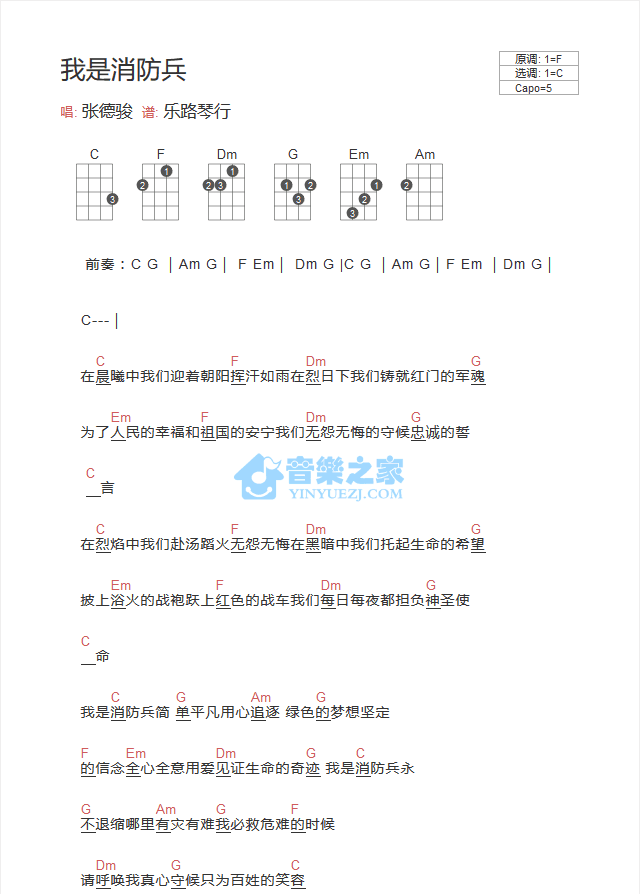 我是消防兵
原调: 1=F
选调: 1=C
Capo=5
唱: 张德骏 谱: 乐路琴行
C F Dm G Em Am
3 2 1 2 3 1 1 2 3 1 2 3 2
前奏 : C G | Am G | F Em | Dm G |C G | Am G | F Em | Dm G |
C--- |
C F Dm G
在晨曦中我们迎着朝阳挥汗如雨在烈日下我们铸就红门的军魂
Em F Dm G
为了人民的幸福和祖国的安宁我们无怨无悔的守候忠诚的誓
C
__言
音樂之家
YINYUEZJ.COM
C F Dm G
在烈焰中我们赴汤蹈火无怨无悔在黑暗中我们托起生命的希望
Em F Dm G
披上浴火的战袍跃上红色的战车我们每日每夜都担负神圣使
C
__命
C G Am G
我是消防兵简 单平凡用心追逐 绿色的梦想坚定
F Em Dm G C
的信念全心全意用爱见证生命的奇迹 我是消防兵永
G Am G F
不退缩哪里有灾有难我必救危难的时候
Dm G C
请呼唤我真心守候只为百姓的笑容